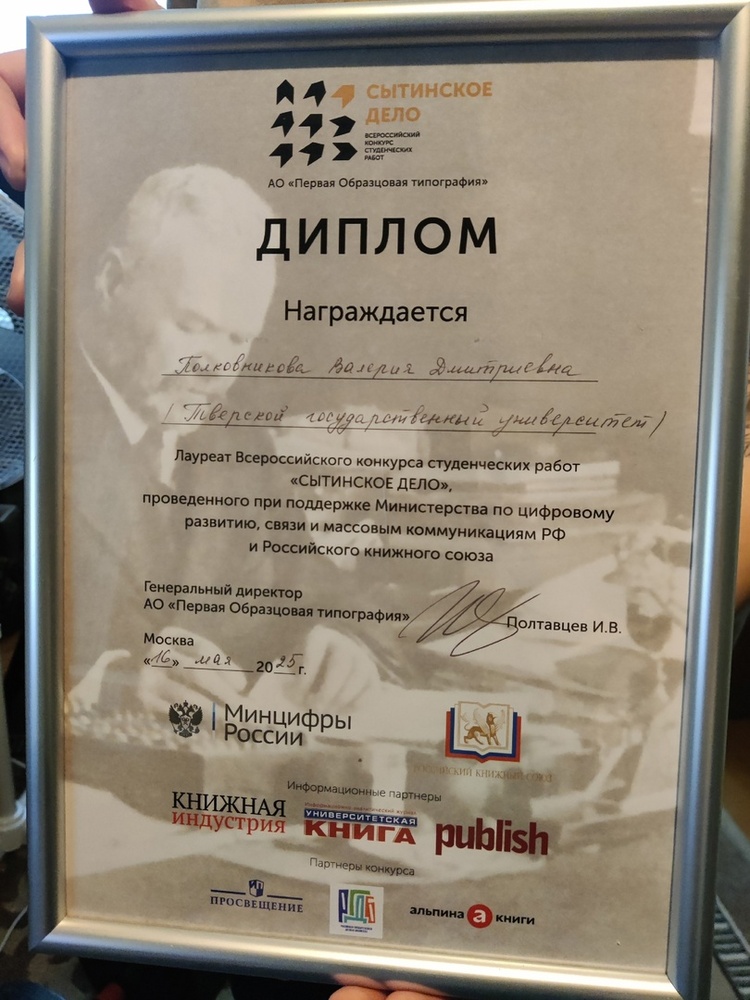 СЫТИНСКОЕ
ДЕЛО
ВСЕРОССИЙСКИЙ
КОНКУРС
СТУДЕНЧЕСКИХ
РАБОТ
АО «Первая Образцовая типография»
ДИПЛОМ
Награждается
Полковникова Валерия Дмитриевна
(Тверской государственный университет)
Лауреат Всероссийского конкурса студенческих работ
«СЫТИНСКОЕ ДЕЛО»,
проведенного при поддержке Министерства по цифровому
развитию, связи и массовым коммуникациям РФ
и Российского книжного союза
Генеральный директор
АО «Первая Образцовая типография»
Полтавцев И.В.
Москва
«16» мая 2025 г.
Минцифры
России
РОССИЙСКИЙ КНИЖНЫЙ СОЮЗ
Информационные партнеры
КНИЖНАЯ
индустрия
УНИВЕРСИТЕТСКАЯ
КНИГА
publish
Партнеры конкурса
ПРОСВЕЩЕНИЕ
альпина а книги